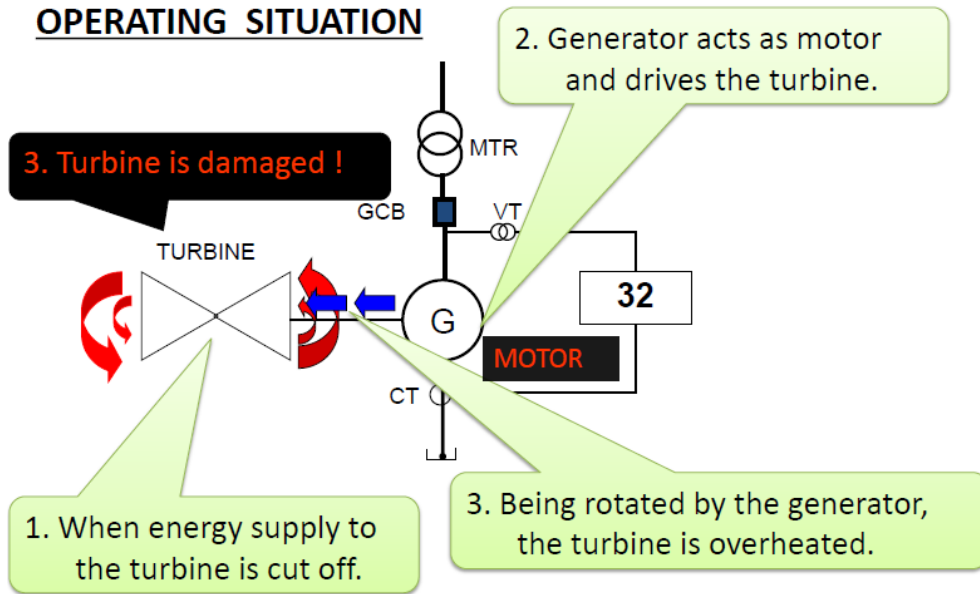 OPERATING SITUATION
2. Generator acts as motor
and drives the turbine.
3. Turbine is damaged !
MTR
GCB
VT
TURBINE
32
G
MOTOR
CT
1. When energy supply to
the turbine is cut off.
3. Being rotated by the generator,
the turbine is overheated.